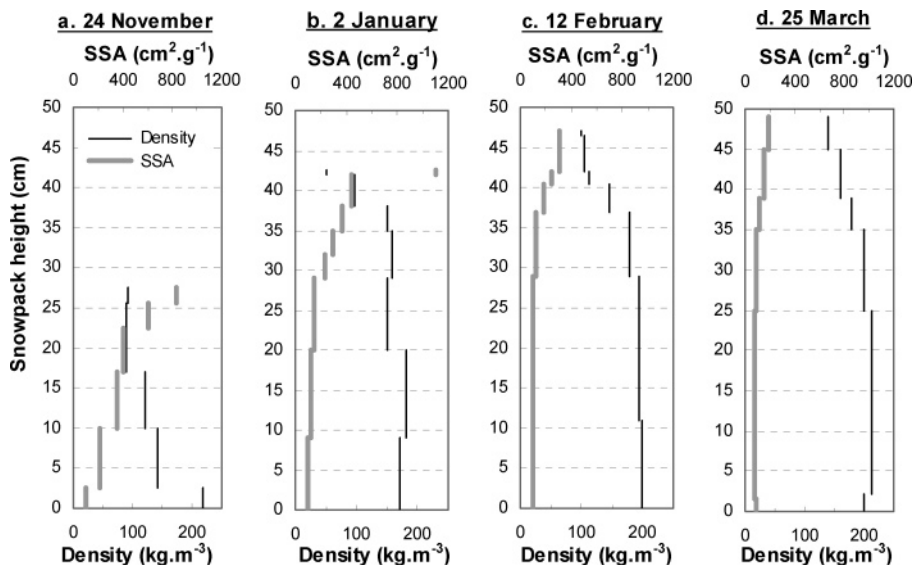 a. 24 November
SSA (cm².g⁻¹)
0 400 800 1200
b. 2 January
SSA (cm².g⁻¹)
0 400 800 1200
c. 12 February
SSA (cm².g⁻¹)
0 400 800 1200
d. 25 March
SSA (cm².g⁻¹)
0 400 800 1200
Snowpack height (cm)
50
45
40
35
30
25
20
15
10
5
0
Density
SSA
0 100 200
Density (kg.m⁻³)
50
45
40
35
30
25
20
15
10
5
0
0 100 200
Density (kg.m⁻³)
50
45
40
35
30
25
20
15
10
5
0
0 100 200
Density (kg.m⁻³)
50
45
40
35
30
25
20
15
10
5
0
0 100 200
Density (kg.m⁻³)